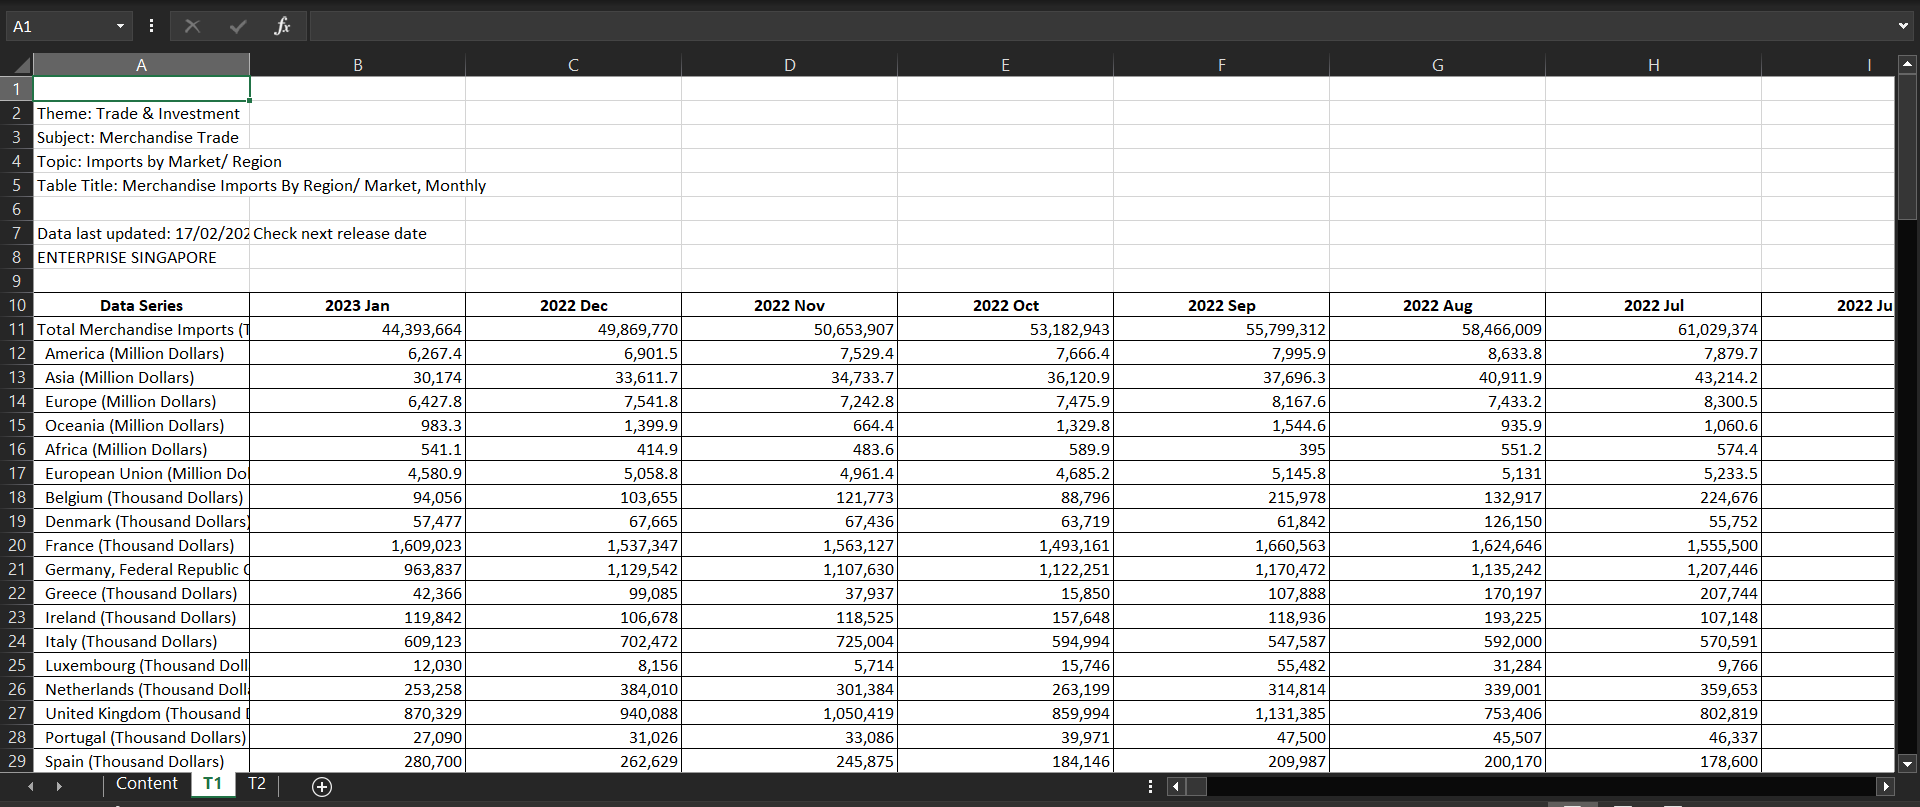 A1
fx
A B C D E F G H I
1
2 Theme: Trade & Investment
3 Subject: Merchandise Trade
4 Topic: Imports by Market/ Region
5 Table Title: Merchandise Imports By Region/ Market, Monthly
6
7 Data last updated: 17/02/202 Check next release date
8 ENTERPRISE SINGAPORE
9
10 Data Series 2023 Jan 2022 Dec 2022 Nov 2022 Oct 2022 Sep 2022 Aug 2022 Jul 2022 Ju
11 Total Merchandise Imports (T 44,393,664 49,869,770 50,653,907 53,182,943 55,799,312 58,466,009 61,029,374
12 America (Million Dollars) 6,267.4 6,901.5 7,529.4 7,666.4 7,995.9 8,633.8 7,879.7
13 Asia (Million Dollars) 30,174 33,611.7 34,733.7 36,120.9 37,696.3 40,911.9 43,214.2
14 Europe (Million Dollars) 6,427.8 7,541.8 7,242.8 7,475.9 8,167.6 7,433.2 8,300.5
15 Oceania (Million Dollars) 983.3 1,399.9 664.4 1,329.8 1,544.6 935.9 1,060.6
16 Africa (Million Dollars) 541.1 414.9 483.6 589.9 395 551.2 574.4
17 European Union (Million Dol 4,580.9 5,058.8 4,961.4 4,685.2 5,145.8 5,131 5,233.5
18 Belgium (Thousand Dollars) 94,056 103,655 121,773 88,796 215,978 132,917 224,676
19 Denmark (Thousand Dollars) 57,477 67,665 67,436 63,719 61,842 126,150 55,752
20 France (Thousand Dollars) 1,609,023 1,537,347 1,563,127 1,493,161 1,660,563 1,624,646 1,555,500
21 Germany, Federal Republic 963,837 1,129,542 1,107,630 1,122,251 1,170,472 1,135,242 1,207,446
22 Greece (Thousand Dollars) 42,366 99,085 37,937 15,850 107,888 170,197 207,744
23 Ireland (Thousand Dollars) 119,842 106,678 118,525 157,648 118,936 193,225 107,148
24 Italy (Thousand Dollars) 609,123 702,472 725,004 594,994 547,587 592,000 570,591
25 Luxembourg (Thousand Doll 12,030 8,156 5,714 15,746 55,482 31,284 9,766
26 Netherlands (Thousand Doll 253,258 384,010 301,384 263,199 314,814 339,001 359,653
27 United Kingdom (Thousand 870,329 940,088 1,050,419 859,994 1,131,385 753,406 802,819
28 Portugal (Thousand Dollars) 27,090 31,026 33,086 39,971 47,500 45,507 46,337
29 Spain (Thousand Dollars) 280,700 262,629 245,875 184,146 209,987 200,170 178,600
Content T1 T2